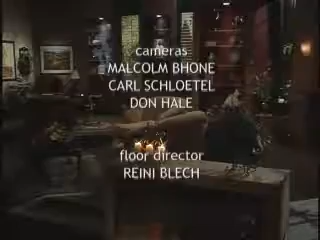 cameras
MALCOLM BHONE
CARL SCHLOETEL
DON HALE
floor director
REINI BLECH